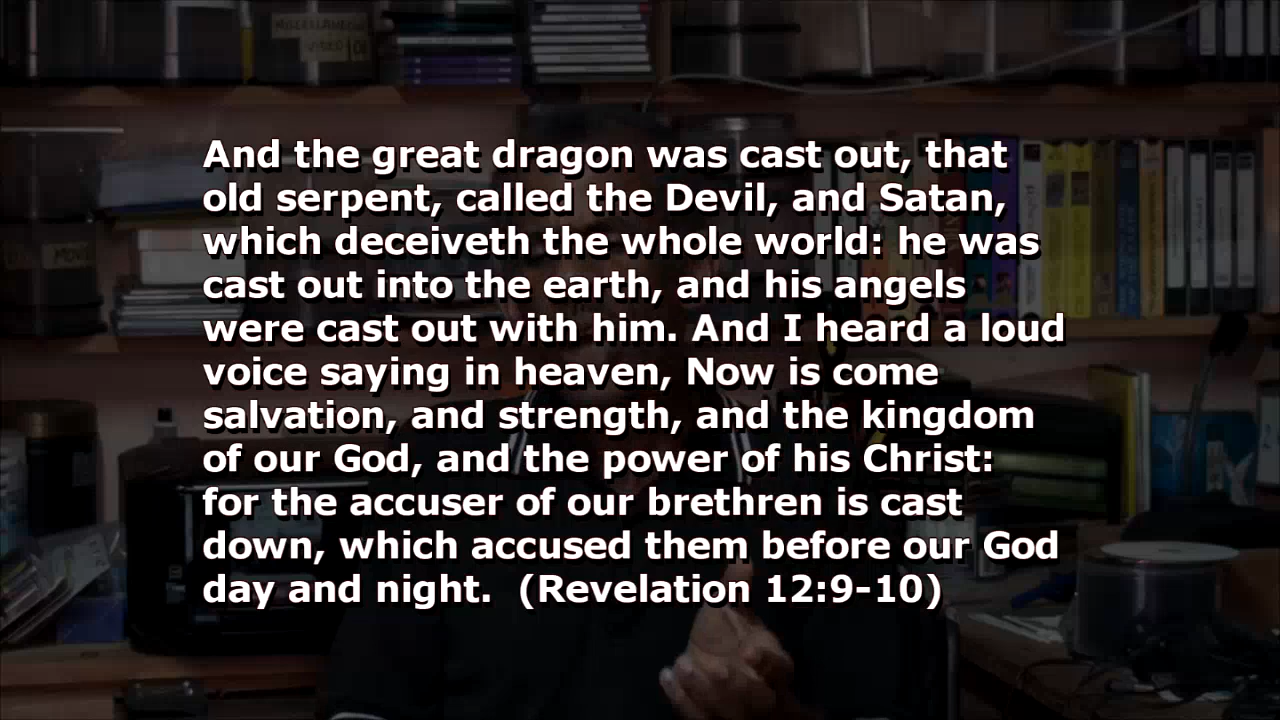 And the great dragon was cast out, that
old serpent, called the Devil, and Satan,
which deceiveth the whole world: he was
cast out into the earth, and his angels
were cast out with him. And I heard a loud
voice saying in heaven, Now is come
salvation, and strength, and the kingdom
of our God, and the power of his Christ:
for the accuser of our brethren is cast
down, which accused them before our God
day and night.  (Revelation 12:9-10)